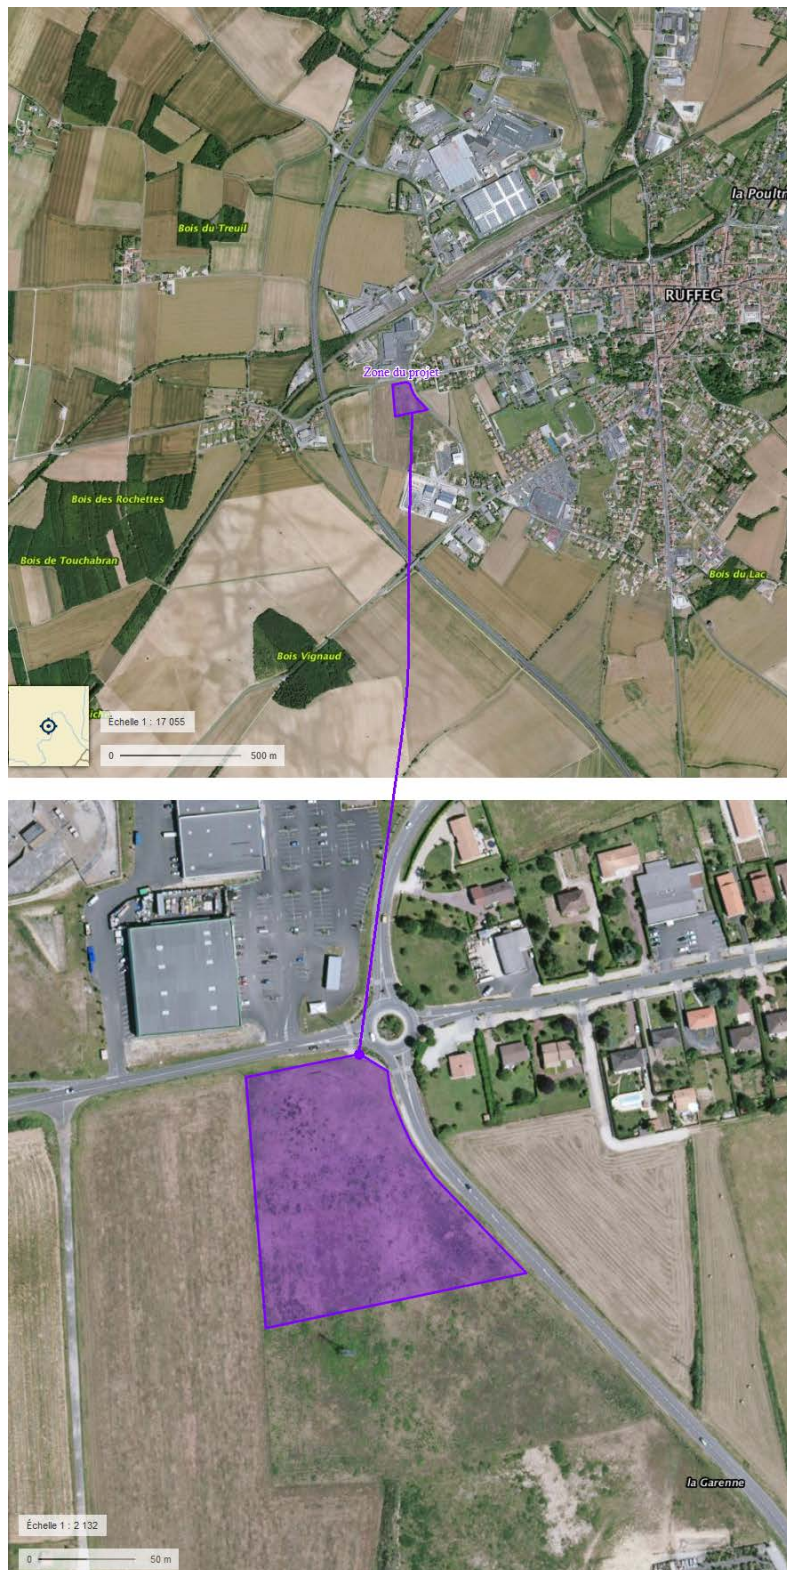 la Poultr
Bois du Treuil
RUFFEC
Zone du projet
Bois des Rochettes
Bois de Touchabran
Bois du Lac
Bois Vignaud
Échelle 1 : 17 055
0 500 m
la Garenne
Échelle 1 : 2 132
0 50 m